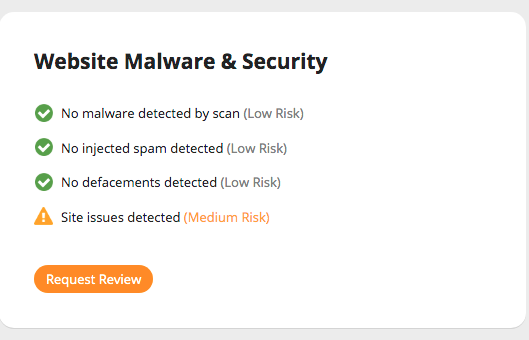 Website Malware & Security
No malware detected by scan (Low Risk)
No injected spam detected (Low Risk)
No defacements detected (Low Risk)
Site issues detected (Medium Risk)
Request Review